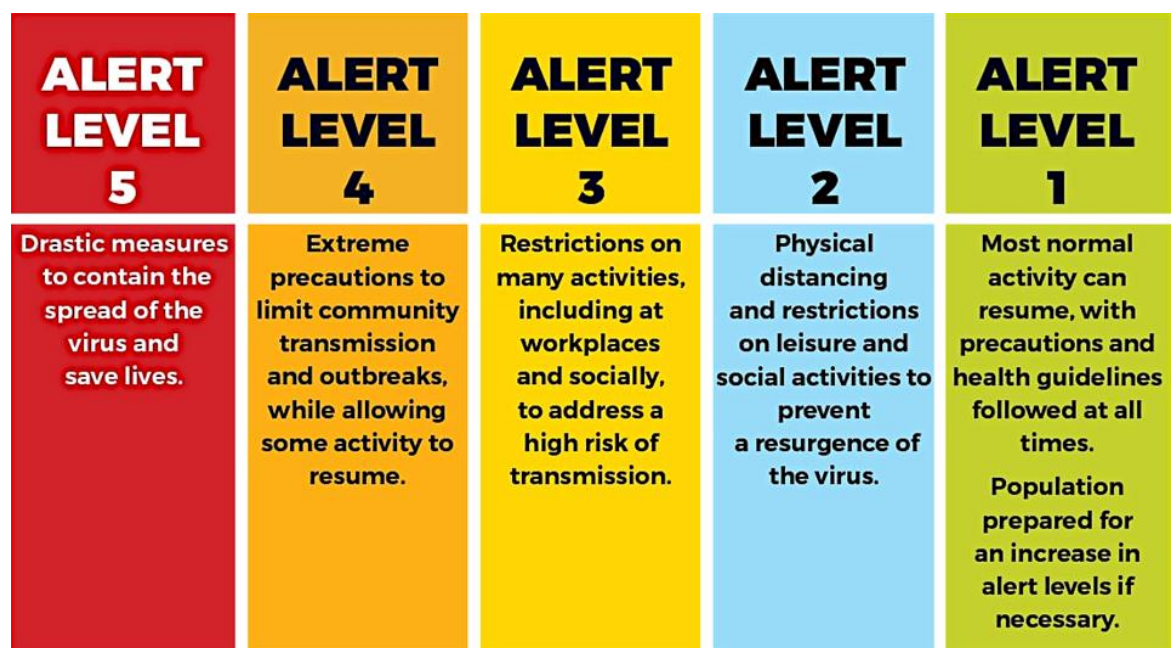 ALERT
LEVEL
5
Drastic measures
to contain the
spread of the
virus and
save lives.
ALERT
LEVEL
4
Extreme
precautions to
limit community
transmission
and outbreaks,
while allowing
some activity to
resume.
ALERT
LEVEL
3
Restrictions on
many activities,
including at
workplaces
and socially,
to address a
high risk of
transmission.
ALERT
LEVEL
2
Physical
distancing
and restrictions
on leisure and
social activities to
prevent
a resurgence of
the virus.
ALERT
LEVEL
1
Most normal
activity can
resume, with
precautions and
health guidelines
followed at all
times.
Population
prepared for
an increase in
alert levels if
necessary.